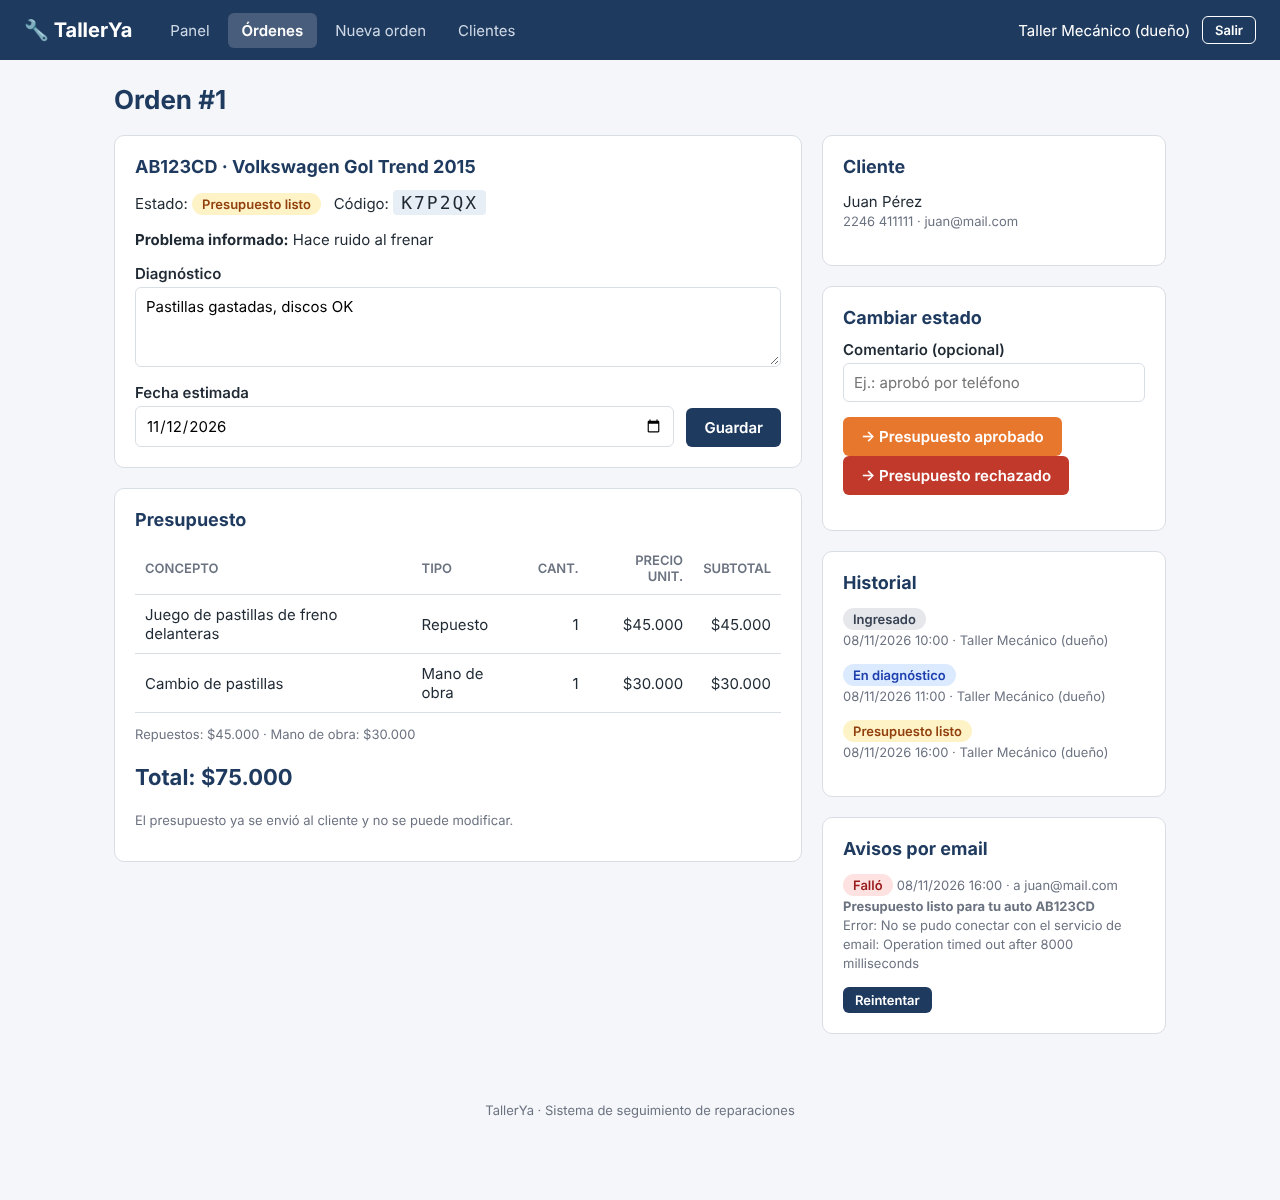 🔧 TallerYa Panel Órdenes Nueva orden Clientes Taller Mecánico (dueño) Salir
Orden #1
AB123CD · Volkswagen Gol Trend 2015
Estado: Presupuesto listo Código: K7P2QX
Problema informado: Hace ruido al frenar
Diagnóstico
Pastillas gastadas, discos OK
Fecha estimada
11/12/2026
Guardar
Presupuesto
CONCEPTO TIPO CANT. PRECIO UNIT. SUBTOTAL
Juego de pastillas de freno delanteras Repuesto 1 $45.000 $45.000
Cambio de pastillas Mano de obra 1 $30.000 $30.000
Repuestos: $45.000 · Mano de obra: $30.000
Total: $75.000
El presupuesto ya se envió al cliente y no se puede modificar.
Cliente
Juan Pérez
2246 411111 · juan@mail.com
Cambiar estado
Comentario (opcional)
Ej.: aprobó por teléfono
→ Presupuesto aprobado
→ Presupuesto rechazado
Historial
Ingresado
08/11/2026 10:00 · Taller Mecánico (dueño)
En diagnóstico
08/11/2026 11:00 · Taller Mecánico (dueño)
Presupuesto listo
08/11/2026 16:00 · Taller Mecánico (dueño)
Avisos por email
Falló 08/11/2026 16:00 · a juan@mail.com
Presupuesto listo para tu auto AB123CD
Error: No se pudo conectar con el servicio de
email: Operation timed out after 8000
milliseconds
Reintentar
TallerYa · Sistema de seguimiento de reparaciones